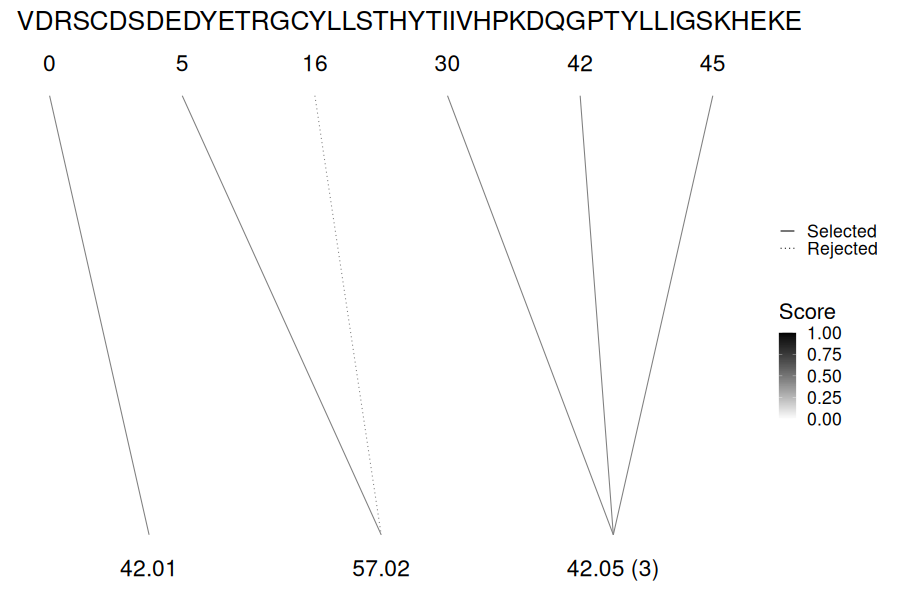 VDRSCDSDEDYETRGCYLLSTHYTIIVHPKDQGPTYLLIGSKHEKE
0 5 16 30 42 45
Selected
Rejected
Score
1.00
0.75
0.50
0.25
0.00
42.01 57.02 42.05 (3)